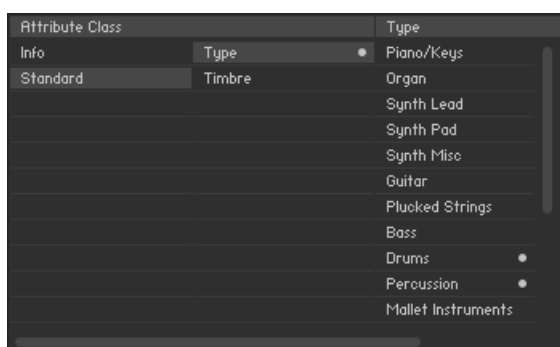 Attribute Class Type
Info Type Piano/Keys
Standard Timbre Organ
Synth Lead
Synth Pad
Synth Misc
Guitar
Plucked Strings
Bass
Drums
Percussion
Mallet Instruments